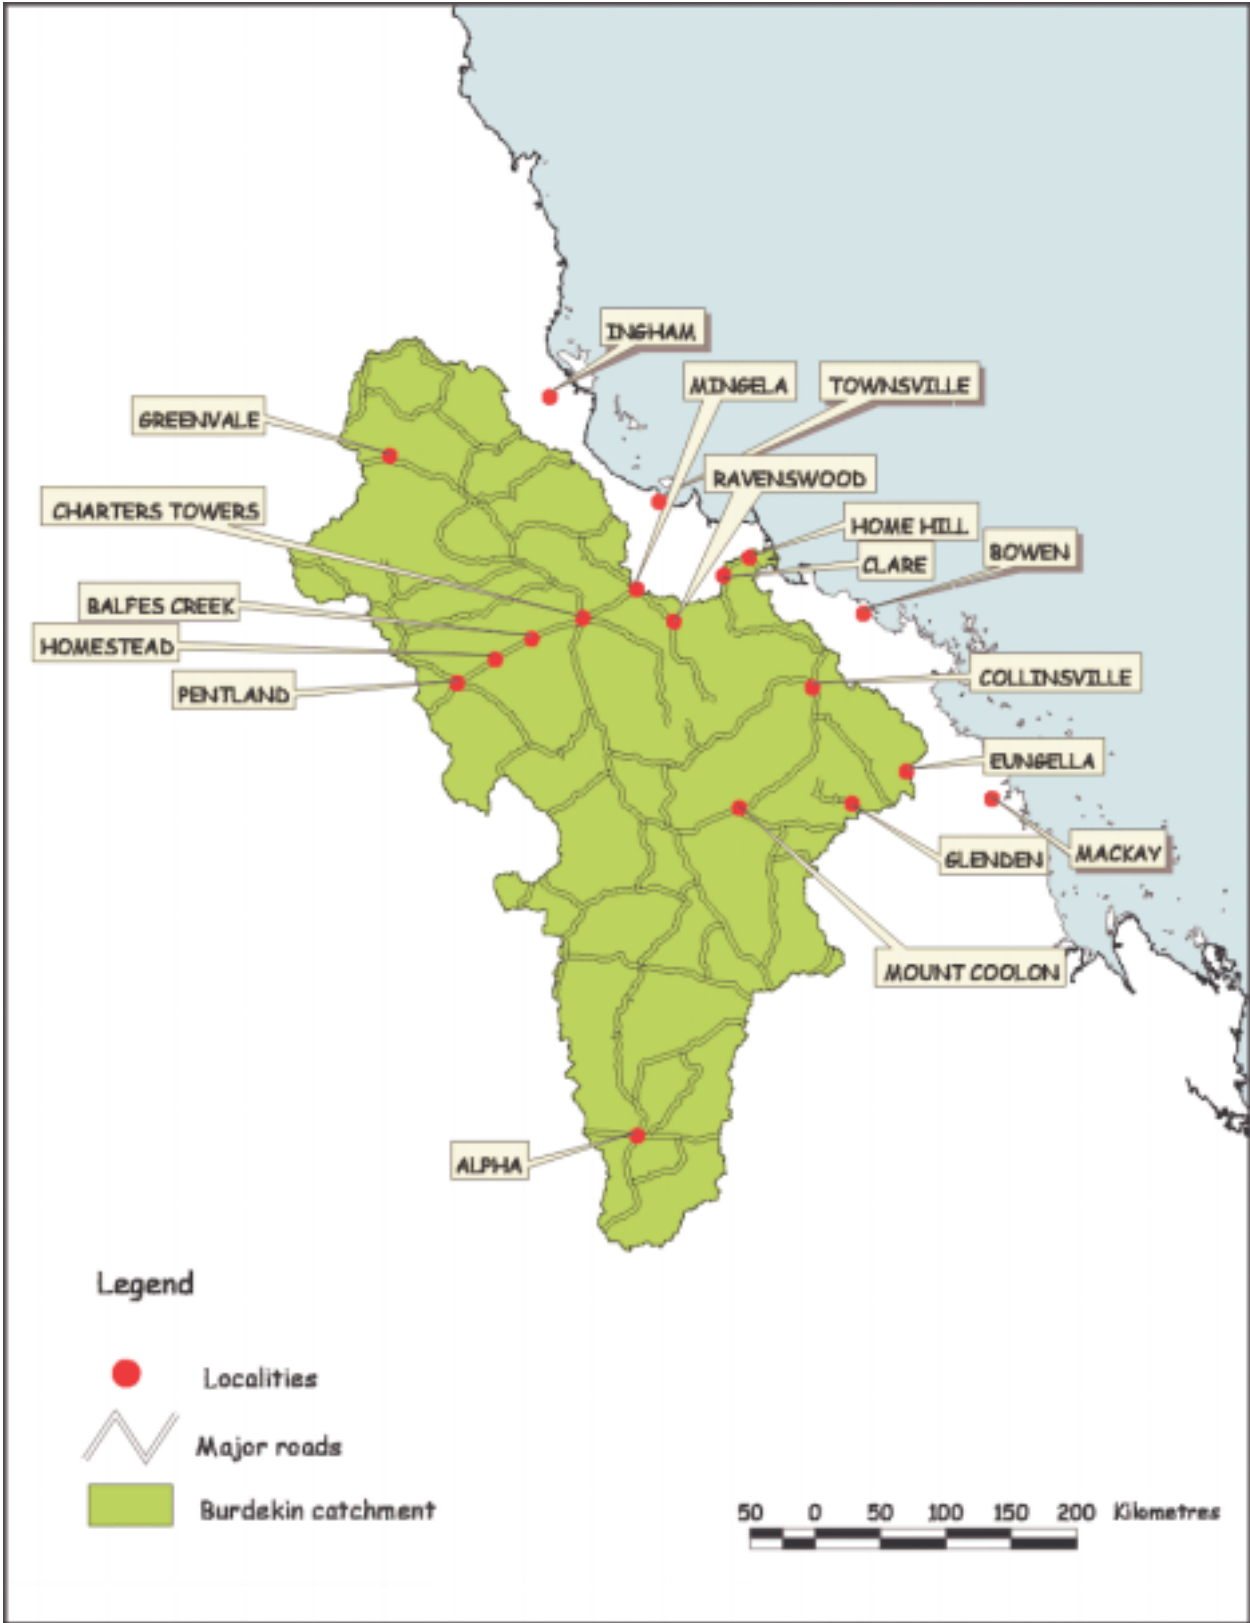 INGHAM
MINGELA
TOWNSVILLE
GREENVALE
RAVENSWOOD
CHARTERS TOWERS
HOME HILL
BOWEN
CLARE
BALFES CREEK
HOMESTEAD
COLLINSVILLE
PENTLAND
EUNGELLA
GLENDEN
MACKAY
MOUNT COOLON
ALPHA
Legend
Localities
Major roads
Burdekin catchment
50 0 50 100 150 200 Kilometres